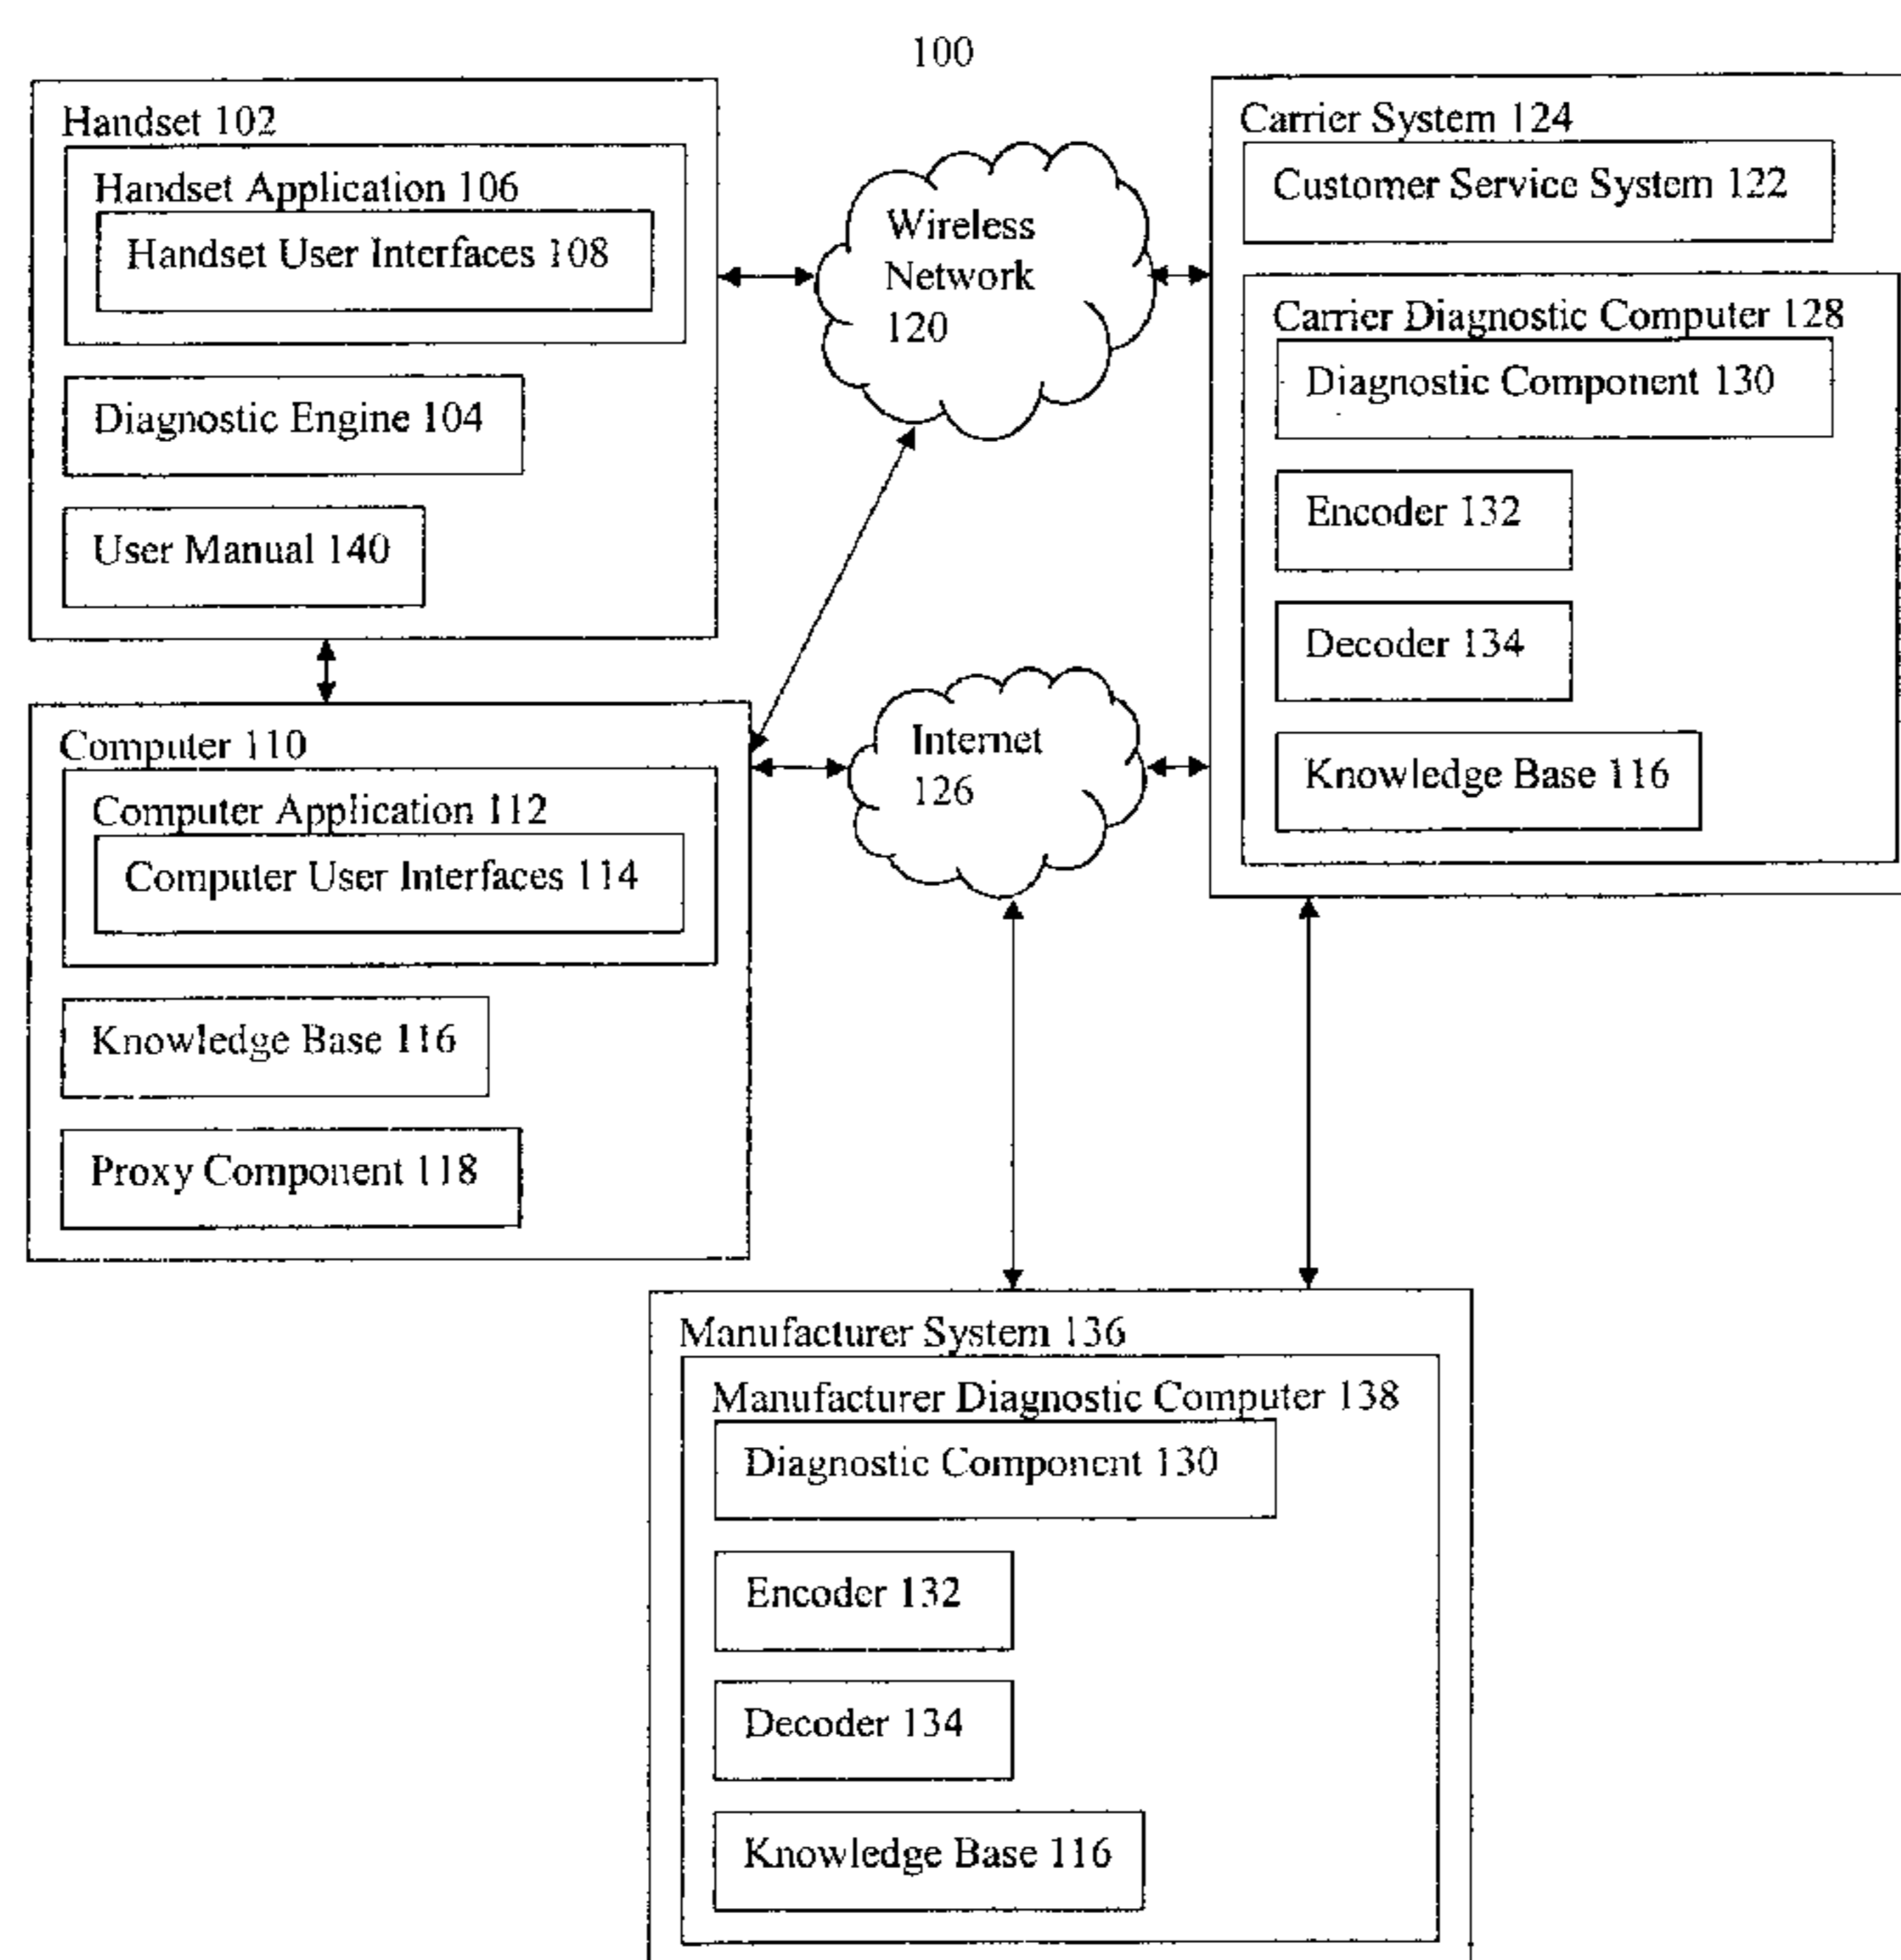 100
Handset 102
Handset Application 106
Handset User Interfaces 108
Diagnostic Engine 104
User Manual 140
Wireless
Network
120
Carrier System 124
Customer Service System 122
Carrier Diagnostic Computer 128
Diagnostic Component 130
Encoder 132
Decoder 134
Knowledge Base 116
Computer 110
Computer Application 112
Computer User Interfaces 114
Knowledge Base 116
Proxy Component 118
Internet
126
Manufacturer System 136
Manufacturer Diagnostic Computer 138
Diagnostic Component 130
Encoder 132
Decoder 134
Knowledge Base 116